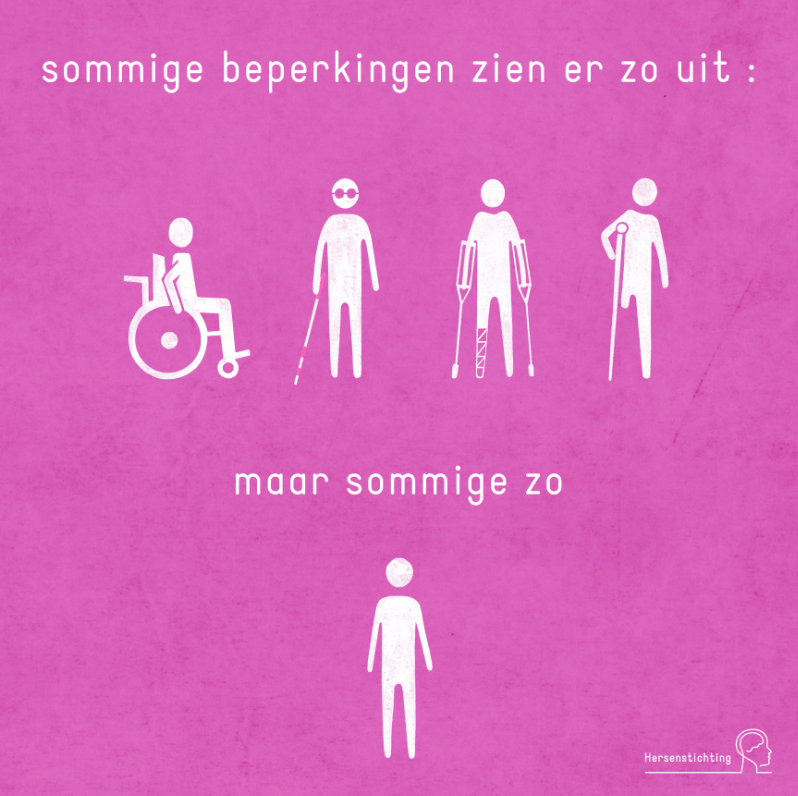 sommige beperkingen zien er zo uit :
maar sommige zo
Hersenstichting